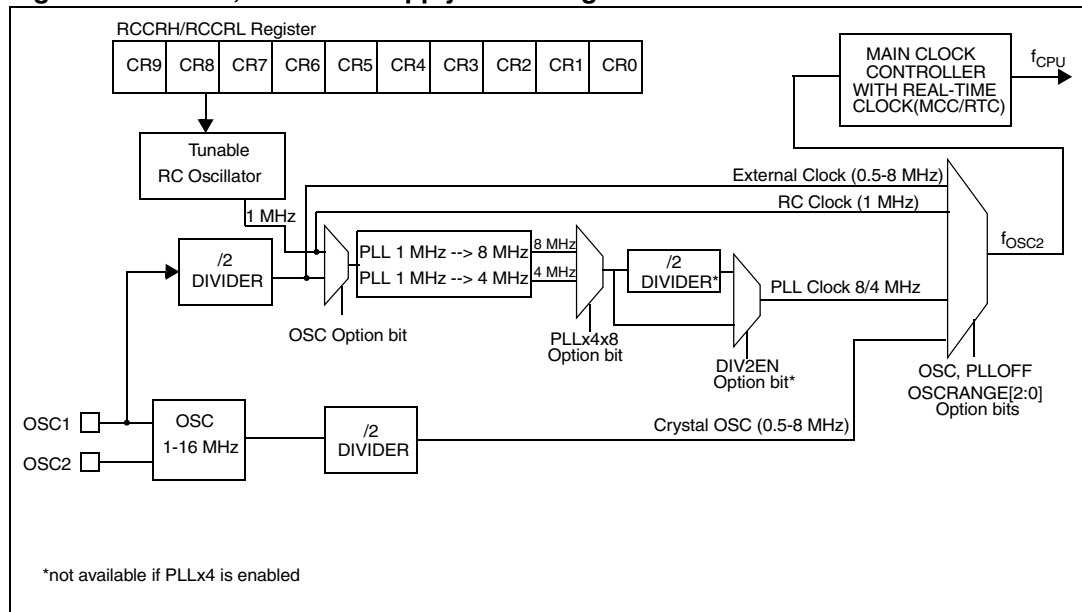 RCCRH/RCCRL Register
CR9 CR8 CR7 CR6 CR5 CR4 CR3 CR2 CR1 CR0
MAIN CLOCK
CONTROLLER
WITH REAL-TIME
CLOCK(MCC/RTC)
fCPU
Tunable
RC Oscillator
1 MHz
External Clock (0.5-8 MHz)
RC Clock (1 MHz)
/2
DIVIDER
PLL 1 MHz --> 8 MHz
PLL 1 MHz --> 4 MHz
8 MHz
4 MHz
/2
DIVIDER*
fOSC2
PLL Clock 8/4 MHz
OSC Option bit
PLLx4x8
Option bit
DIV2EN
Option bit*
OSC, PLLOFF
OSCRANGE[2:0]
Option bits
OSC1
OSC2
OSC
1-16 MHz
/2
DIVIDER
Crystal OSC (0.5-8 MHz)
*not available if PLLx4 is enabled